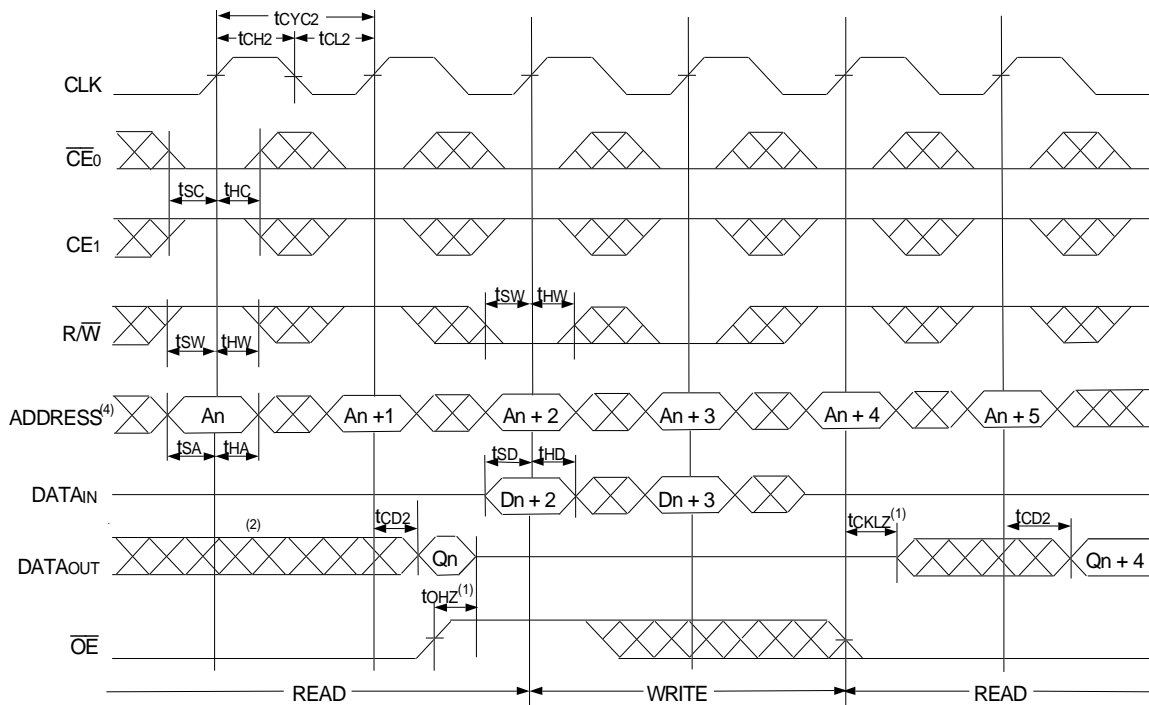 tCYC2
tCH2 tCL2
CLK
CE0
tSC tHC
CE1
tSW tHW
R/W
tSW tHW
ADDRESS(4) An An + 1 An + 2 An + 3 An + 4 An + 5
tSA tHA
tSD tHD
DATAIN Dn + 2 Dn + 3
tCD2 tCKLZ(1) tCD2
(2)
DATAOUT Qn Qn + 4
tOHZ(1)
OE
READ WRITE READ